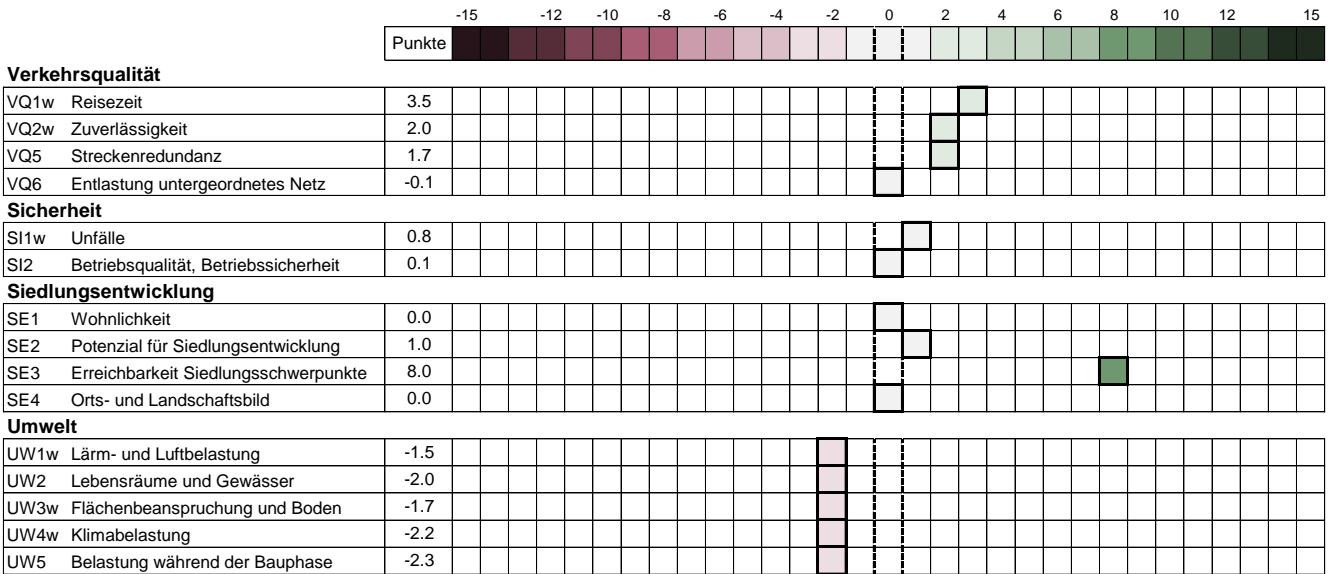 -15 -12 -10 -8 -6 -4 -2 0 2 4 6 8 10 12 15
Punkte
Verkehrsqualität
VQ1w Reisezeit 3.5
VQ2w Zuverlässigkeit 2.0
VQ5 Streckenredundanz 1.7
VQ6 Entlastung untergeordnetes Netz -0.1
Sicherheit
SI1w Unfälle 0.8
SI2 Betriebsqualität, Betriebssicherheit 0.1
Siedlungsentwicklung
SE1 Wohnlichkeit 0.0
SE2 Potenzial für Siedlungsentwicklung 1.0
SE3 Erreichbarkeit Siedlungsschwerpunkte 8.0
SE4 Orts- und Landschaftsbild 0.0
Umwelt
UW1w Lärm- und Luftbelastung -1.5
UW2 Lebensräume und Gewässer -2.0
UW3w Flächenbeanspruchung und Boden -1.7
UW4w Klimabelastung -2.2
UW5 Belastung während der Bauphase -2.3